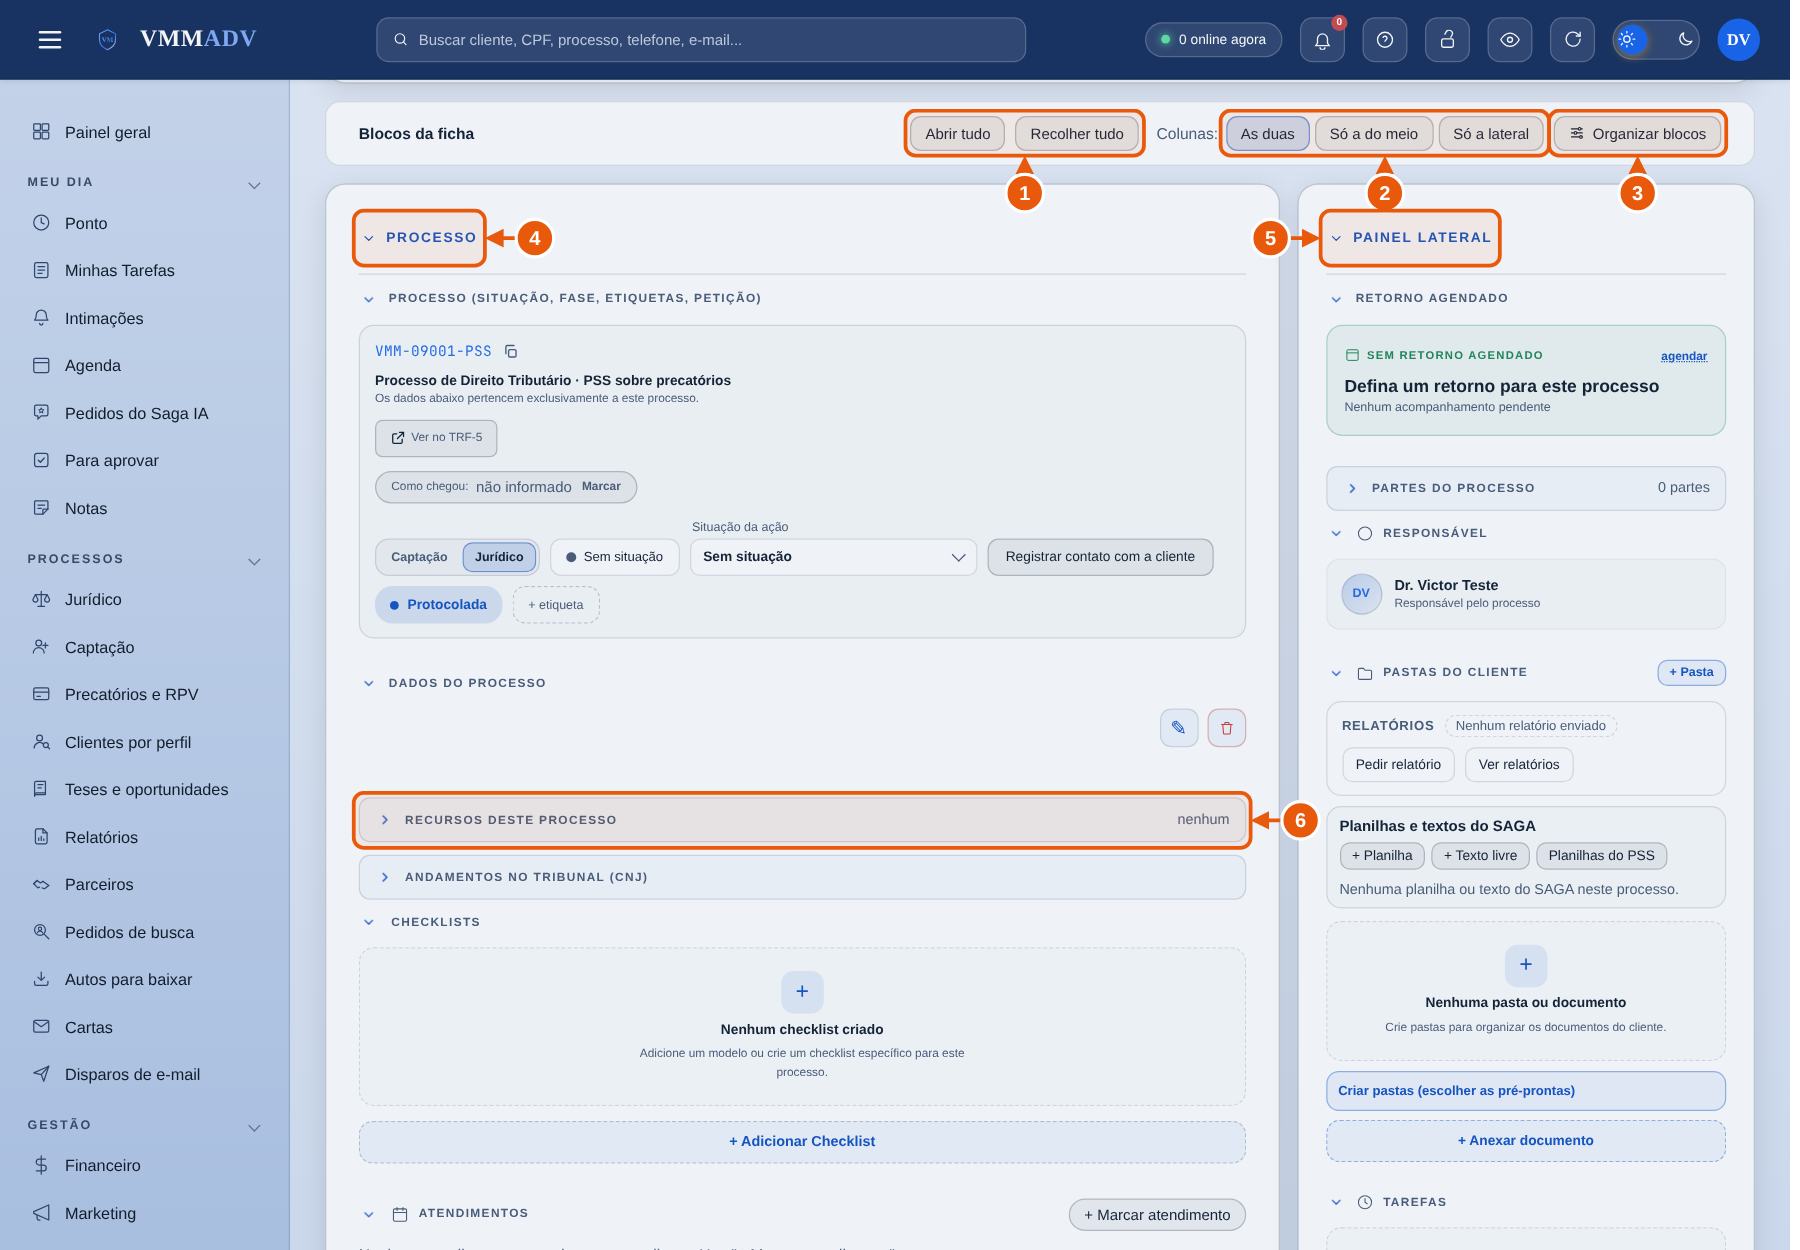 VMMADV
Buscar cliente, CPF, processo, telefone, e-mail...
0 online agora
0
DV
Painel geral
MEU DIA
Ponto
Minhas Tarefas
Intimações
Agenda
Pedidos do Saga IA
Para aprovar
Notas
PROCESSOS
Jurídico
Captação
Precatórios e RPV
Clientes por perfil
Teses e oportunidades
Relatórios
Parceiros
Pedidos de busca
Autos para baixar
Cartas
Disparos de e-mail
GESTÃO
Financeiro
Marketing
Blocos da ficha
Abrir tudo
Recolher tudo
Colunas:
As duas
Só a do meio
Só a lateral
Organizar blocos
1
2
3
PROCESSO
4
PROCESSO (SITUAÇÃO, FASE, ETIQUETAS, PETIÇÃO)
VMM-09001-PSS
Processo de Direito Tributário · PSS sobre precatórios
Os dados abaixo pertencem exclusivamente a este processo.
Ver no TRF-5
Como chegou: não informado Marcar
Situação da ação
Captação
Jurídico
Sem situação
Sem situação
Registrar contato com a cliente
Protocolada
+ etiqueta
DADOS DO PROCESSO
RECURSOS DESTE PROCESSO
nenhum
6
ANDAMENTOS NO TRIBUNAL (CNJ)
CHECKLISTS
+
Nenhum checklist criado
Adicione um modelo ou crie um checklist específico para este
processo.
+ Adicionar Checklist
ATENDIMENTOS
+ Marcar atendimento
5
PAINEL LATERAL
RETORNO AGENDADO
SEM RETORNO AGENDADO
agendar
Defina um retorno para este processo
Nenhum acompanhamento pendente
PARTES DO PROCESSO
0 partes
RESPONSÁVEL
DV
Dr. Victor Teste
Responsável pelo processo
PASTAS DO CLIENTE
+ Pasta
RELATÓRIOS
Nenhum relatório enviado
Pedir relatório
Ver relatórios
Planilhas e textos do SAGA
+ Planilha
+ Texto livre
Planilhas do PSS
Nenhuma planilha ou texto do SAGA neste processo.
+
Nenhuma pasta ou documento
Crie pastas para organizar os documentos do cliente.
Criar pastas (escolher as pré-prontas)
+ Anexar documento
TAREFAS